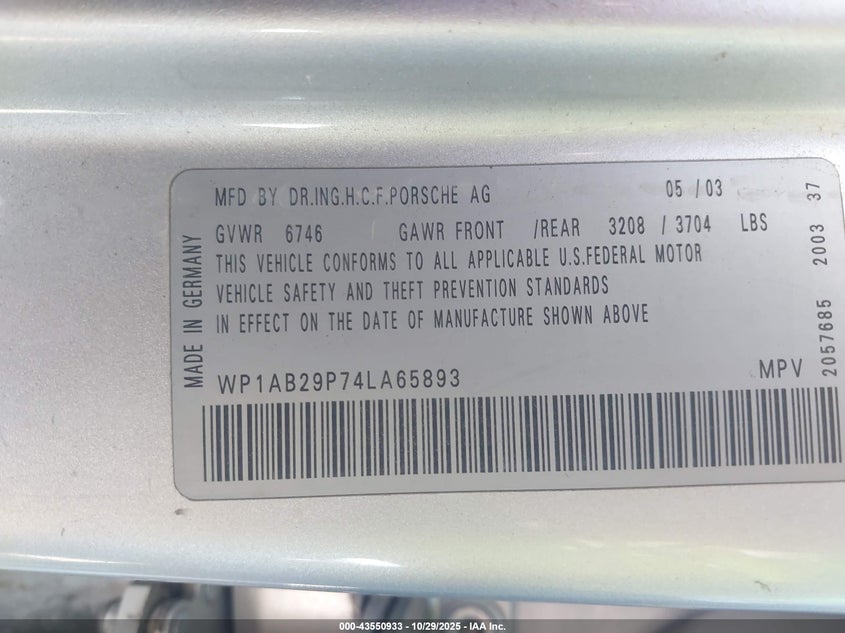 MFD BY DR.ING.H.C.F.PORSCHE AG 05 / 03
GVWR 6746 GAWR FRONT /REAR 3208 / 3704 LBS
THIS VEHICLE CONFORMS TO ALL APPLICABLE U.S.FEDERAL MOTOR
VEHICLE SAFETY AND THEFT PREVENTION STANDARDS
IN EFFECT ON THE DATE OF MANUFACTURE SHOWN ABOVE
WP1AB29P74LA65893 MPV
MADE IN GERMANY
2057685 2003 37
000-43550933 - 10/29/2025 - IAA Inc.